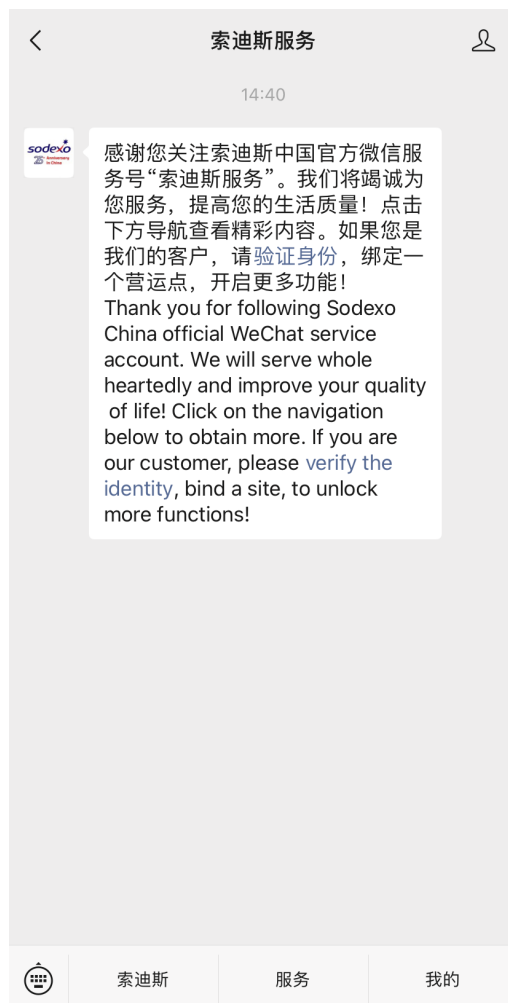 索迪斯服务
14:40
sodexo
25 Anniversary
In China
感谢您关注索迪斯中国官方微信服
务号“索迪斯服务”。我们将竭诚为
您服务，提高您的生活质量！点击
下方导航查看精彩内容。如果您是
我们的客户，请验证身份，绑定一
个营运点，开启更多功能！
Thank you for following Sodexo
China official WeChat service
account. We will serve whole
heartedly and improve your quality
of life! Click on the navigation
below to obtain more. If you are
our customer, please verify the
identity, bind a site, to unlock
more functions!
索迪斯
服务
我的